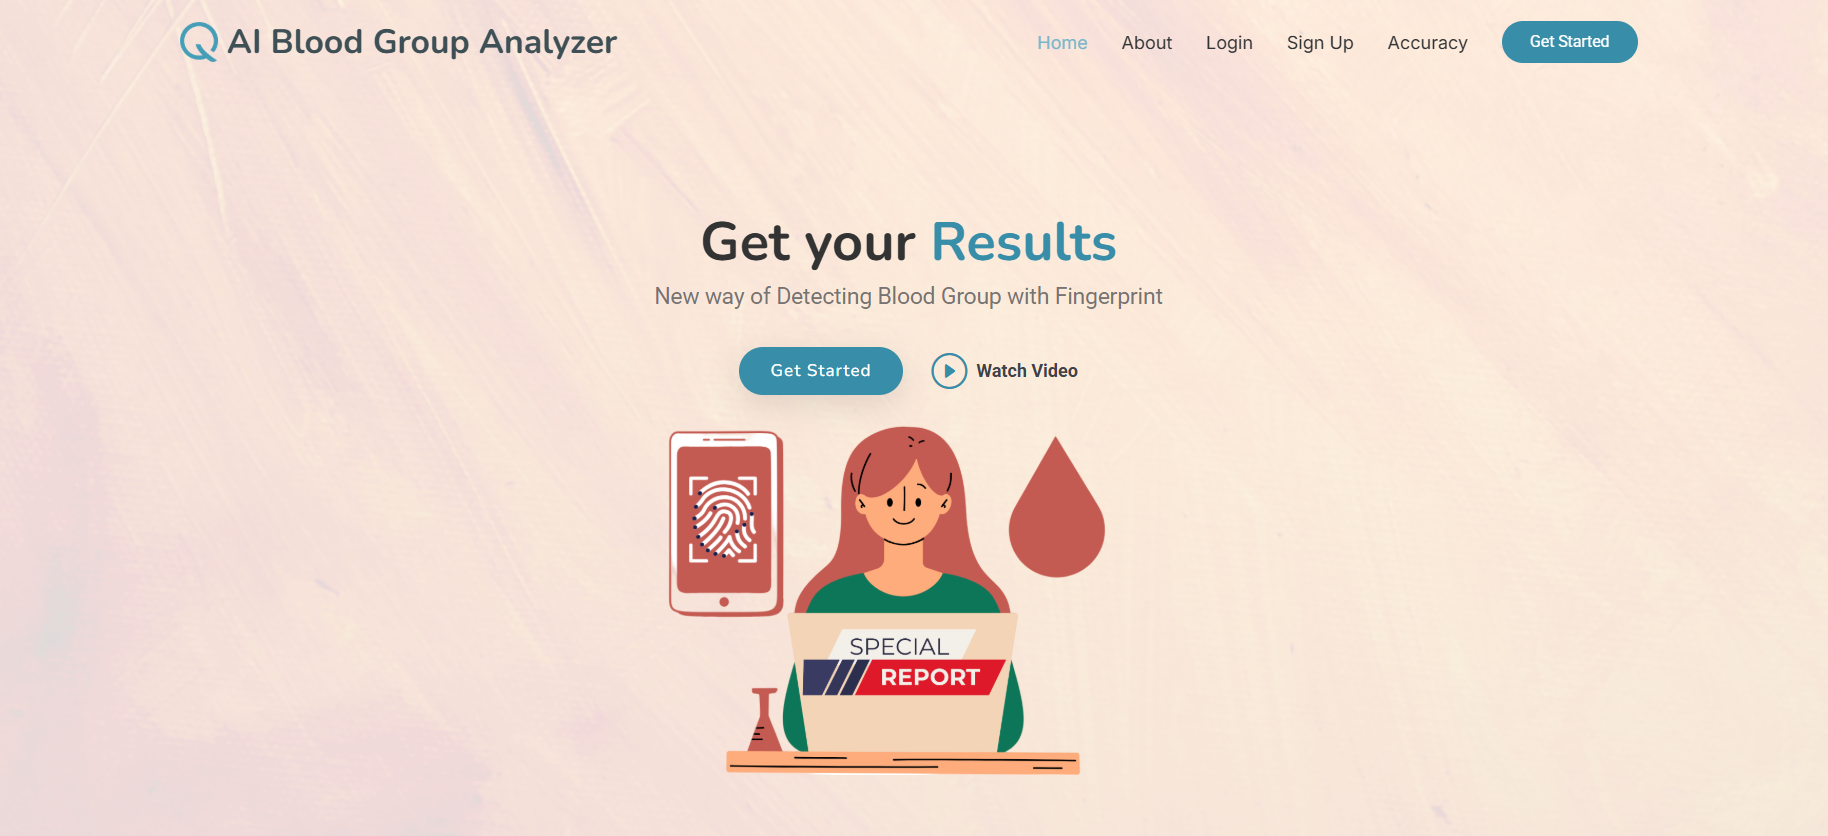 AI Blood Group Analyzer
Home About Login Sign Up Accuracy Get Started
Get your Results
New way of Detecting Blood Group with Fingerprint
Get Started Watch Video
SPECIAL
REPORT